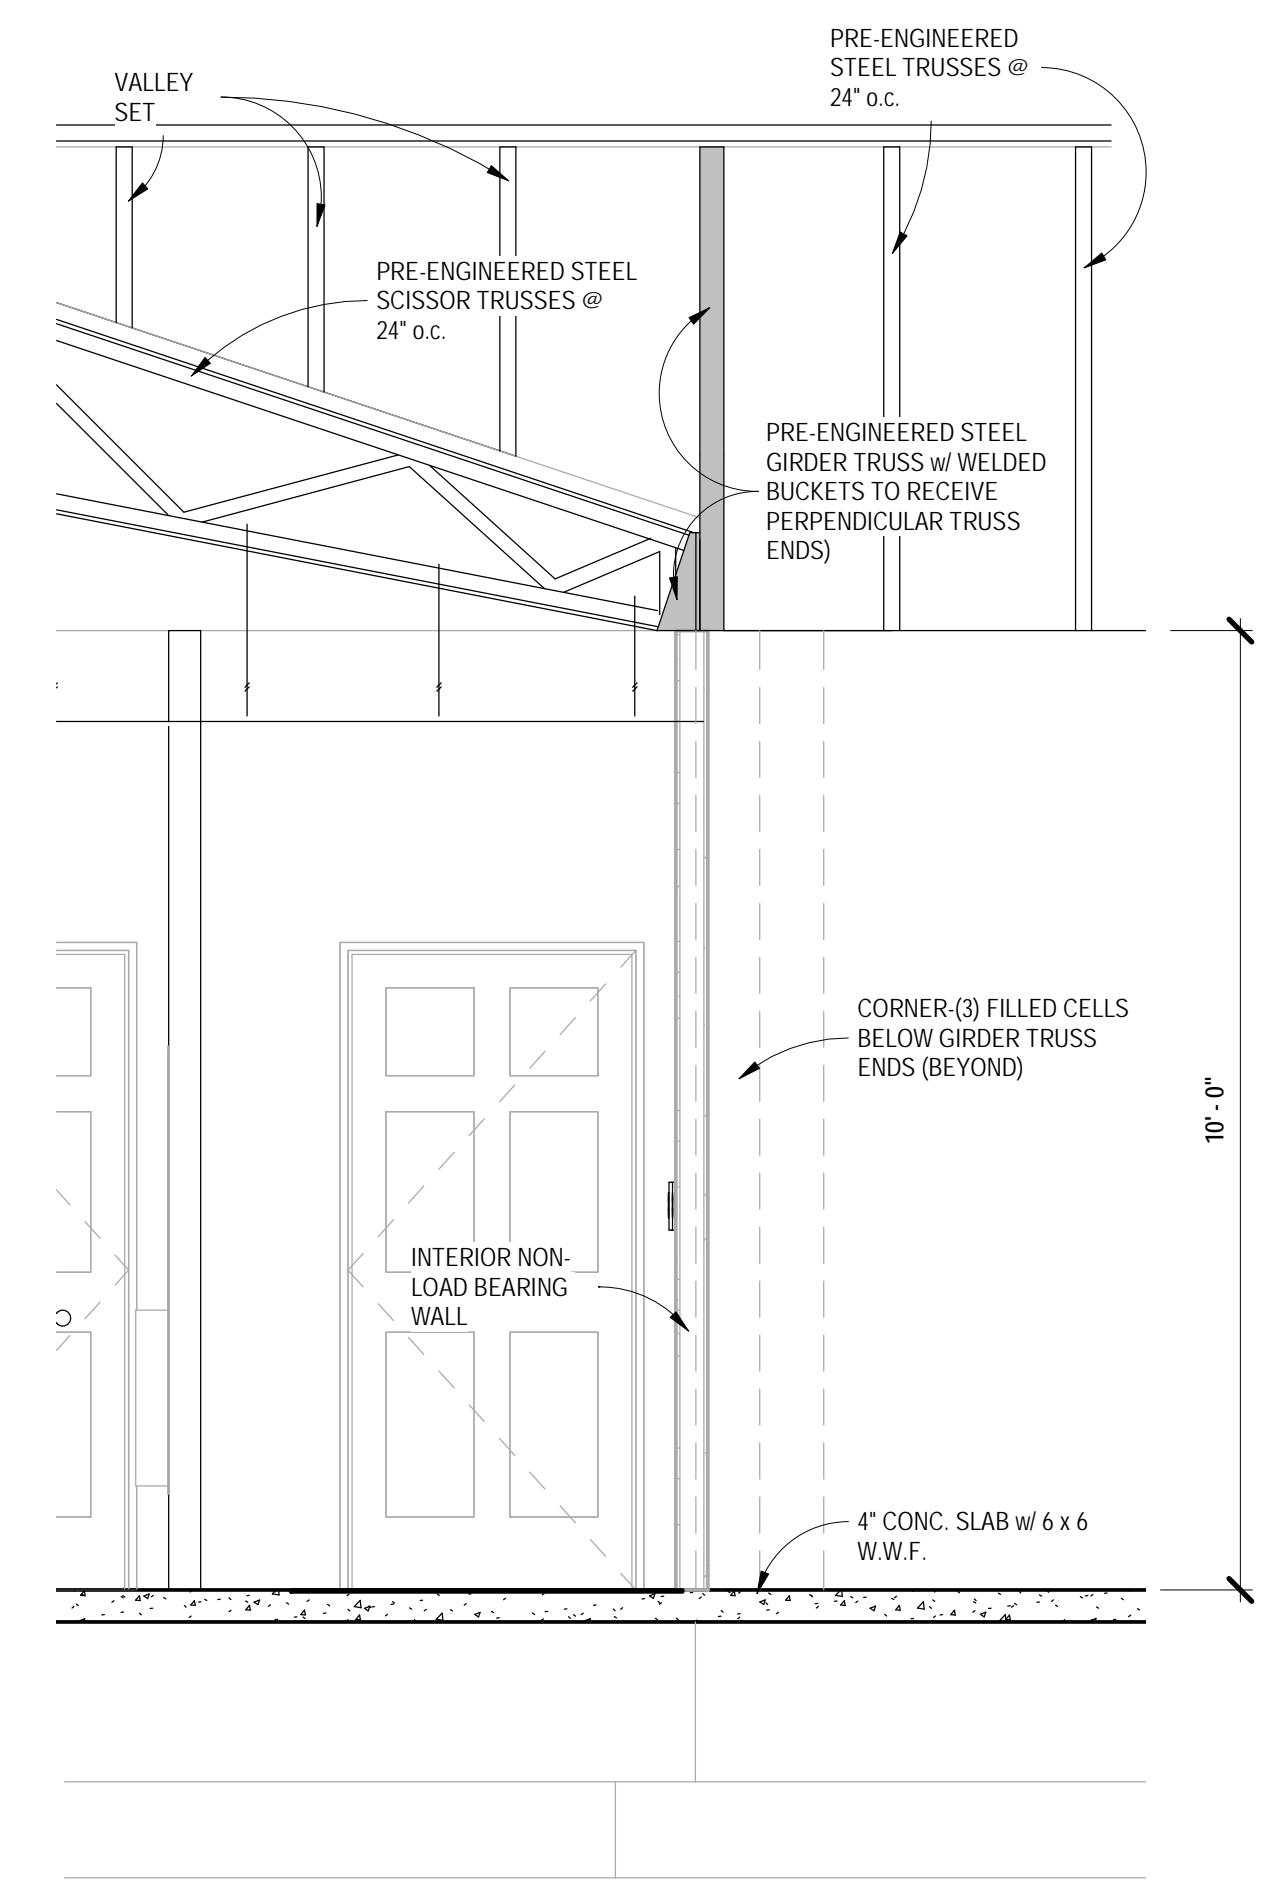 PRE-ENGINEERED
STEEL TRUSSES @
24" o.c.
VALLEY
SET
PRE-ENGINEERED STEEL
SCISSOR TRUSSES @
24" o.c.
PRE-ENGINEERED STEEL
GIRDER TRUSS w/ WELDED
BUCKETS TO RECEIVE
PERPENDICULAR TRUSS
ENDS)
CORNER-(3) FILLED CELLS
BELOW GIRDER TRUSS
ENDS (BEYOND)
10' - 0"
INTERIOR NON-
LOAD BEARING
WALL
4" CONC. SLAB w/ 6 x 6
W.W.F.